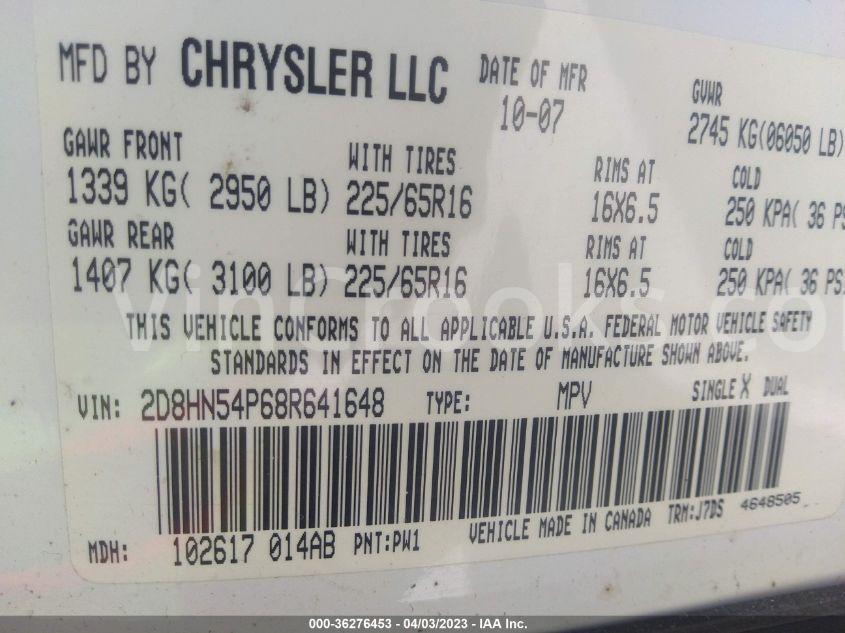 MFD BY CHRYSLER LLC DATE OF MFR GVWR
10-07 2745 KG(06050 LB)
GAWR FRONT WITH TIRES RIMS AT COLD
1339 KG( 2950 LB) 225/65R16 16X6.5 250 KPA( 36 PS
GAWR REAR WITH TIRES RIMS AT COLD
1407 KG( 3100 LB) 225/65R16 16X6.5 250 KPA( 36 PS
THIS VEHICLE CONFORMS TO ALL APPLICABLE U.S.A. FEDERAL MOTOR VEHICLE SAFETY
STANDARDS IN EFFECT ON THE DATE OF MANUFACTURE SHOWN ABOVE.
VIN: 2D8HN54P68R641648 TYPE: MPV SINGLE X DUAL
MDH: 102617 014AB PNT:PW1 VEHICLE MADE IN CANADA TRM:J7DS 4648505
000-36276453 - 04/03/2023 - IAA Inc.